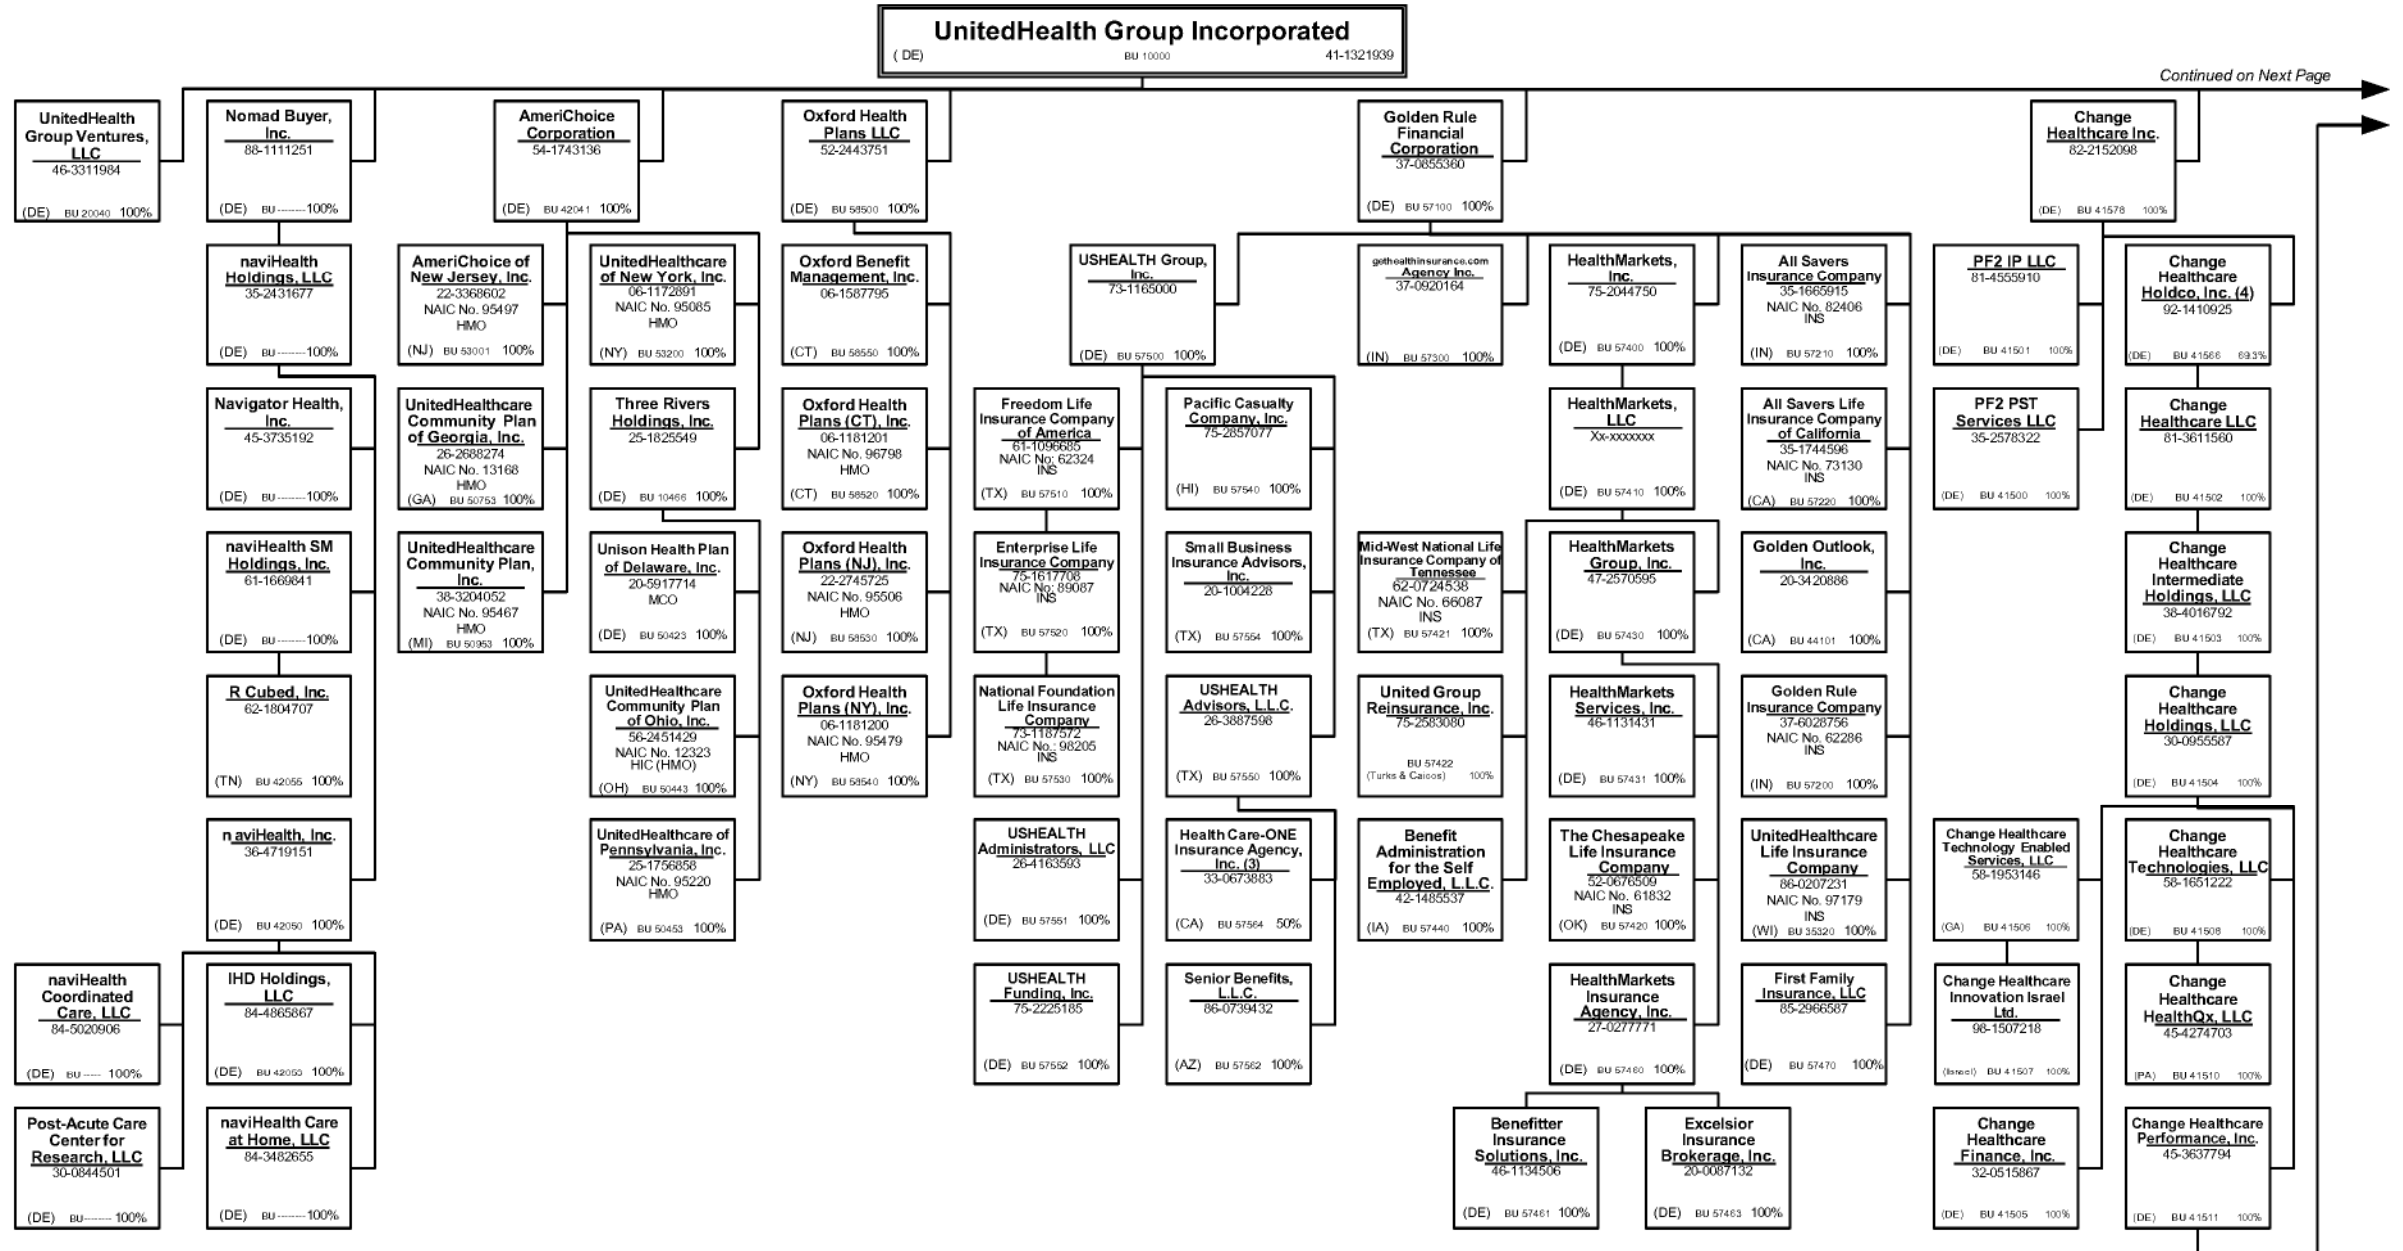 UnitedHealth Group Incorporated
( DE) BU 10000 41-1321939
Continued on Next Page
UnitedHealth
Group Ventures,
LLC
46-3311984
(DE) BU 20040 100%
Nomad Buyer,
Inc.
88-1111251
(DE) BU -------- 100%
AmeriChoice
Corporation
54-1743136
(DE) BU 42041 100%
Oxford Health
Plans LLC
52-2443751
(DE) BU 58500 100%
Golden Rule
Financial
Corporation
37-0855360
(DE) BU 57100 100%
Change
Healthcare Inc.
82-2152098
(DE) BU 41578 100%
naviHealth
Holdings, LLC
35-2431677
(DE) BU -------- 100%
AmeriChoice of
New Jersey, Inc.
22-3368602
NAIC No. 95497
HMO
(NJ) BU 53001 100%
UnitedHealthcare
of New York, Inc.
06-1172891
NAIC No. 95085
HMO
(NY) BU 53200 100%
Oxford Benefit
Management, Inc.
06-1587795
(CT) BU 58550 100%
USHEALTH Group,
Inc.
73-1165000
(DE) BU 57500 100%
gethealthinsurance.com
Agency Inc.
37-0920164
(IN) BU 57300 100%
HealthMarkets,
Inc.
75-2044750
(DE) BU 57400 100%
All Savers
Insurance Company
35-1665915
NAIC No. 82406
INS
(IN) BU 57210 100%
PF2 IP LLC
81-4555910
(DE) BU 41501 100%
Change
Healthcare
Holdco, Inc. (4)
92-1410925
(DE) BU 41566 69.3%
Navigator Health,
Inc.
45-3735192
(DE) BU -------- 100%
UnitedHealthcare
Community Plan
of Georgia, Inc.
26-2688274
NAIC No. 13168
HMO
(GA) BU 50753 100%
Three Rivers
Holdings, Inc.
25-1825549
(DE) BU 10466 100%
Oxford Health
Plans (CT), Inc.
06-1181201
NAIC No. 96798
HMO
(CT) BU 58520 100%
Freedom Life
Insurance Company
of America
61-1096685
NAIC No: 62324
INS
(TX) BU 57510 100%
Pacific Casualty
Company, Inc.
75-2857077
(HI) BU 57540 100%
HealthMarkets,
LLC
Xx-xxxxxxx
(DE) BU 57410 100%
All Savers Life
Insurance Company
of California
35-1744596
NAIC No. 73130
INS
(CA) BU 57220 100%
PF2 PST
Services LLC
35-2578322
(DE) BU 41500 100%
Change
Healthcare LLC
81-3611560
(DE) BU 41502 100%
naviHealth SM
Holdings, Inc.
61-1669841
(DE) BU -------- 100%
UnitedHealthcare
Community Plan,
Inc.
38-3204052
NAIC No. 95467
HMO
(MI) BU 50953 100%
Unison Health Plan
of Delaware, Inc.
20-5917714
MCO
(DE) BU 50423 100%
Oxford Health
Plans (NJ), Inc.
22-2745725
NAIC No. 95506
HMO
(NJ) BU 58530 100%
Enterprise Life
Insurance Company
75-1617708
NAIC No: 89087
INS
(TX) BU 57520 100%
Small Business
Insurance Advisors,
Inc.
20-1004228
(TX) BU 57554 100%
Mid-West National Life
Insurance Company of
Tennessee
62-0724538
NAIC No. 66087
INS
(TX) BU 57421 100%
HealthMarkets
Group, Inc.
47-2570595
(DE) BU 57430 100%
Golden Outlook,
Inc.
20-3420886
(CA) BU 44101 100%
Change
Healthcare
Intermediate
Holdings, LLC
38-4016792
(DE) BU 41503 100%
R Cubed, Inc.
62-1804707
(TN) BU 42055 100%
UnitedHealthcare
Community Plan
of Ohio, Inc.
56-2451429
NAIC No. 12323
HIC (HMO)
(OH) BU 50443 100%
Oxford Health
Plans (NY), Inc.
06-1181200
NAIC No. 95479
HMO
(NY) BU 58540 100%
National Foundation
Life Insurance
Company
73-1187572
NAIC No.: 98205
INS
(TX) BU 57530 100%
USHEALTH
Advisors, L.L.C.
26-3887598
(TX) BU 57550 100%
United Group
Reinsurance, Inc.
75-2583080
BU 57422
(Turks & Caicos) 100%
HealthMarkets
Services, Inc.
46-1131431
(DE) BU 57431 100%
Golden Rule
Insurance Company
37-6028756
NAIC No. 62286
INS
(IN) BU 57200 100%
Change
Healthcare
Holdings, LLC
30-0955587
(DE) BU 41504 100%
n aviHealth, Inc.
36-4719151
(DE) BU 42050 100%
UnitedHealthcare of
Pennsylvania, Inc.
25-1756858
NAIC No. 95220
HMO
(PA) BU 50453 100%
USHEALTH
Administrators, LLC
26-4163593
(DE) BU 57551 100%
Health Care-ONE
Insurance Agency,
Inc. (3)
33-0673883
(CA) BU 57564 50%
Benefit
Administration
for the Self
Employed, L.L.C.
42-1485537
(IA) BU 57440 100%
The Chesapeake
Life Insurance
Company
52-0676509
NAIC No. 61832
INS
(OK) BU 57420 100%
UnitedHealthcare
Life Insurance
Company
86-0207231
NAIC No. 97179
INS
(WI) BU 35320 100%
Change Healthcare
Technology Enabled
Services, LLC
58-1953146
(GA) BU 41506 100%
Change
Healthcare
Technologies, LLC
58-1651222
(DE) BU 41508 100%
naviHealth
Coordinated
Care, LLC
84-5020906
(DE) BU ----- 100%
IHD Holdings,
LLC
84-4865867
(DE) BU 42053 100%
USHEALTH
Funding, Inc.
75-2225185
(DE) BU 57552 100%
Senior Benefits,
L.L.C.
86-0739432
(AZ) BU 57562 100%
HealthMarkets
Insurance
Agency, Inc.
27-0277771
(DE) BU 57460 100%
First Family
Insurance, LLC
85-2966587
(DE) BU 57470 100%
Change Healthcare
Innovation Israel
Ltd.
98-1507218
(Israel) BU 41507 100%
Change
Healthcare
HealthQx, LLC
45-4274703
(PA) BU 41510 100%
Post-Acute Care
Center for
Research, LLC
30-0844501
(DE) BU -------- 100%
naviHealth Care
at Home, LLC
84-3482655
(DE) BU -------- 100%
Benefitter
Insurance
Solutions, Inc.
46-1134506
(DE) BU 57461 100%
Excelsior
Insurance
Brokerage, Inc.
20-0087132
(DE) BU 57463 100%
Change
Healthcare
Finance, Inc.
32-0515867
(DE) BU 41505 100%
Change Healthcare
Performance, Inc.
45-3637794
(DE) BU 41511 100%